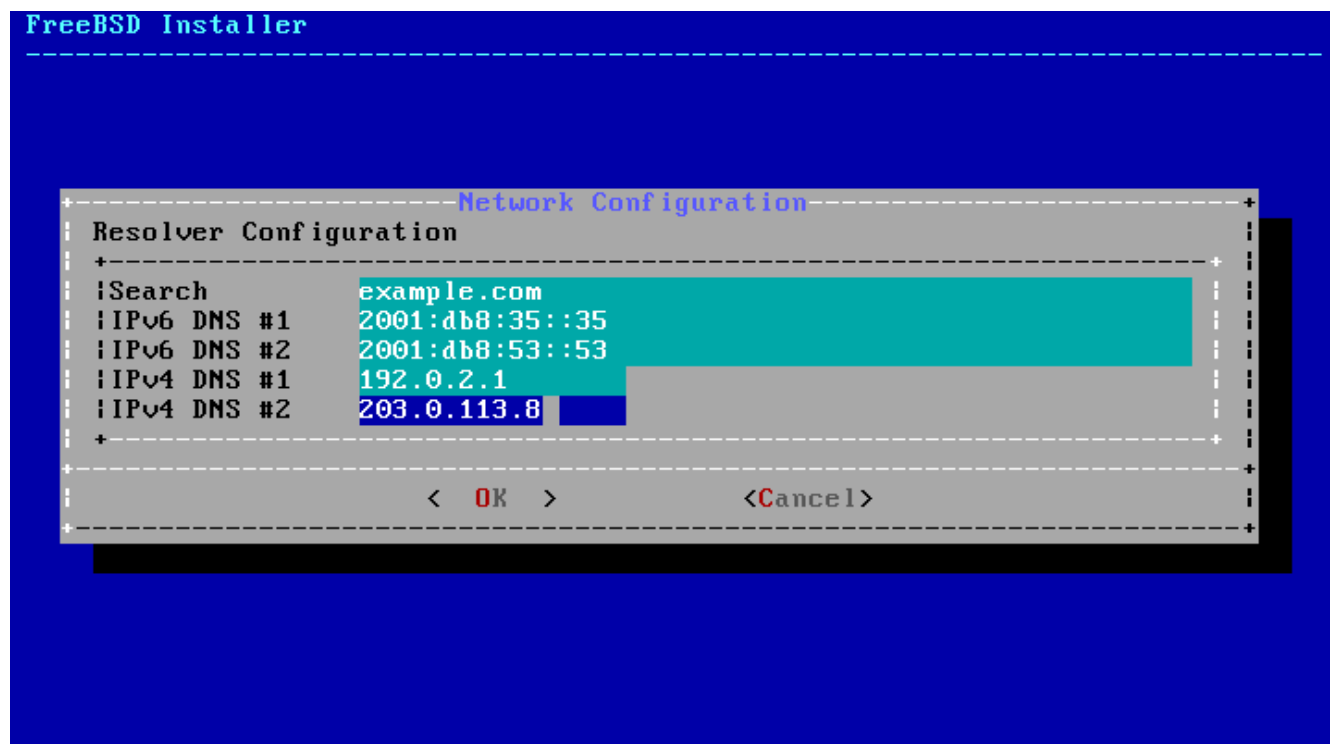 FreeBSD Installer
Network Configuration
Resolver Configuration
Search example.com
IPv6 DNS #1 2001:db8:35::35
IPv6 DNS #2 2001:db8:53::53
IPv4 DNS #1 192.0.2.1
IPv4 DNS #2 203.0.113.8
< OK > <Cancel>